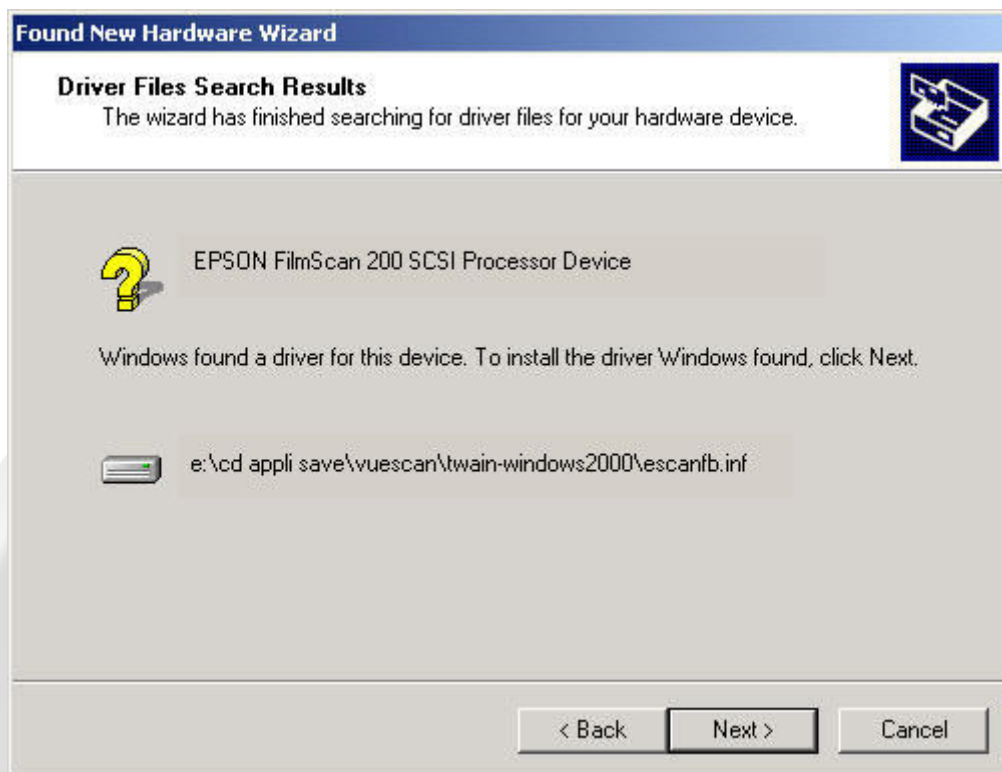 Found New Hardware Wizard
Driver Files Search Results
The wizard has finished searching for driver files for your hardware device.
EPSON FilmScan 200 SCSI Processor Device
Windows found a driver for this device. To install the driver Windows found, click Next.
e:\cd appli save\vuescan\twain-windows2000\escanfb.inf
< Back Next > Cancel